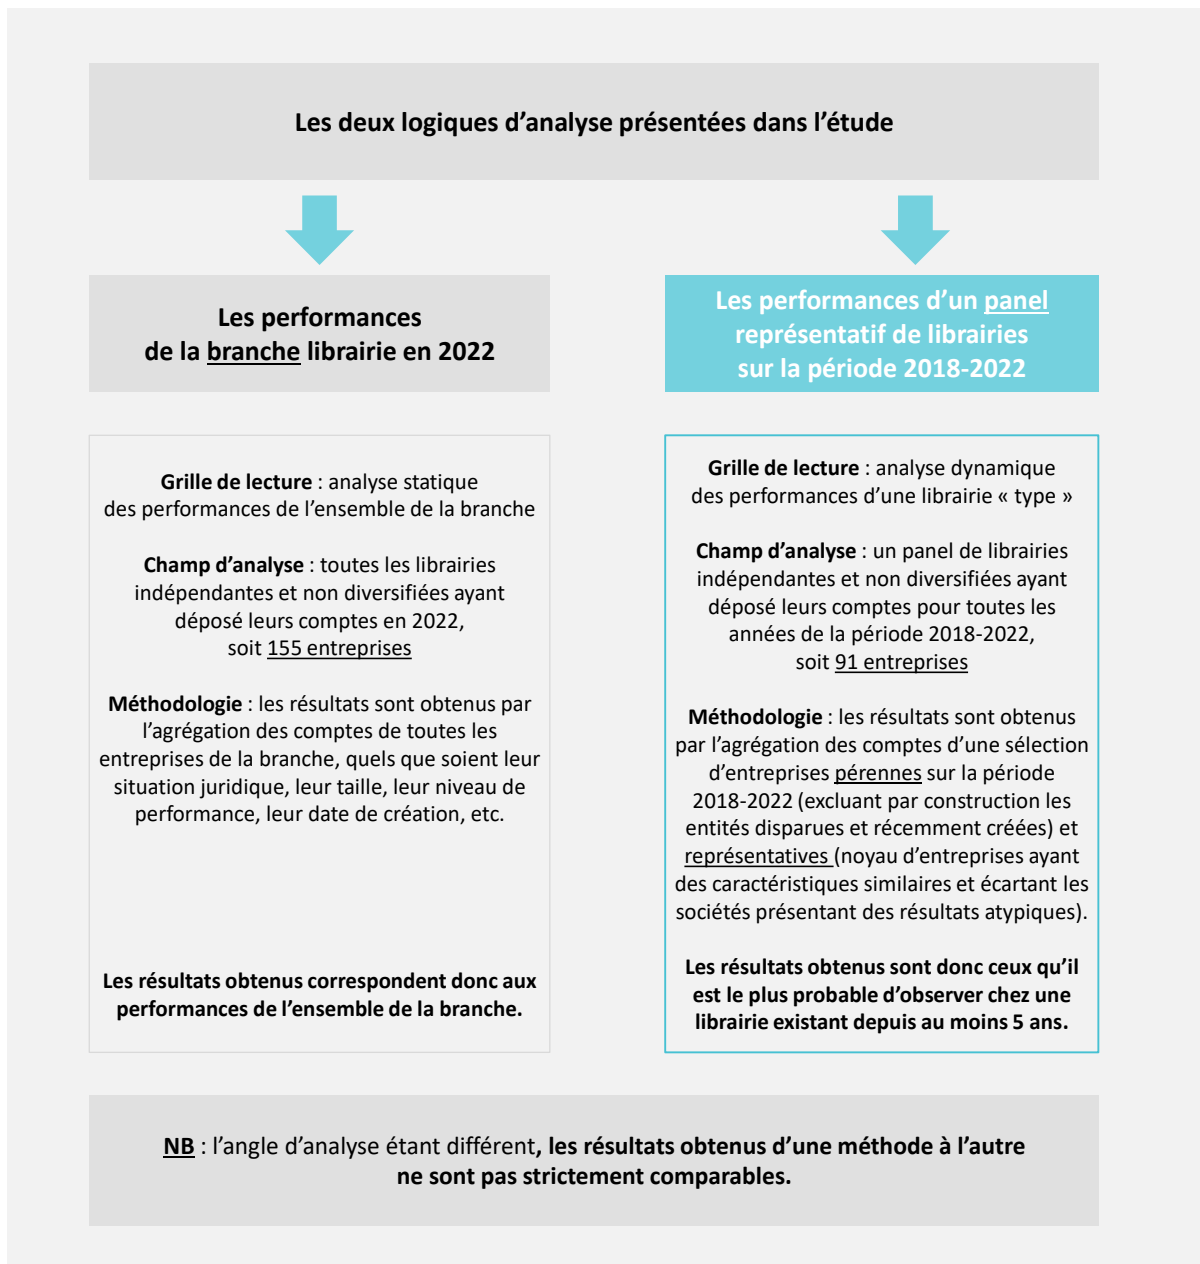 Les deux logiques d’analyse présentées dans l’étude
Les performances
de la branche librairie en 2022
Grille de lecture : analyse statique
des performances de l’ensemble de la branche
Champ d’analyse : toutes les librairies
indépendantes et non diversifiées ayant
déposé leurs comptes en 2022,
soit 155 entreprises
Méthodologie : les résultats sont obtenus par
l’agrégation des comptes de toutes les
entreprises de la branche, quels que soient leur
situation juridique, leur taille, leur niveau de
performance, leur date de création, etc.
Les résultats obtenus correspondent donc aux
performances de l’ensemble de la branche.
Les performances d’un panel
représentatif de librairies
sur la période 2018-2022
Grille de lecture : analyse dynamique
des performances d’une librairie « type »
Champ d’analyse : un panel de librairies
indépendantes et non diversifiées ayant
déposé leurs comptes pour toutes les
années de la période 2018-2022,
soit 91 entreprises
Méthodologie : les résultats sont obtenus
par l’agrégation des comptes d’une sélection
d’entreprises pérennes sur la période
2018-2022 (excluant par construction les
entités disparues et récemment créées) et
représentatives (noyau d’entreprises ayant
des caractéristiques similaires et écartant les
sociétés présentant des résultats atypiques).
Les résultats obtenus sont donc ceux qu’il
est le plus probable d’observer chez une
librairie existant depuis au moins 5 ans.
NB : l’angle d’analyse étant différent, les résultats obtenus d’une méthode à l’autre
ne sont pas strictement comparables.